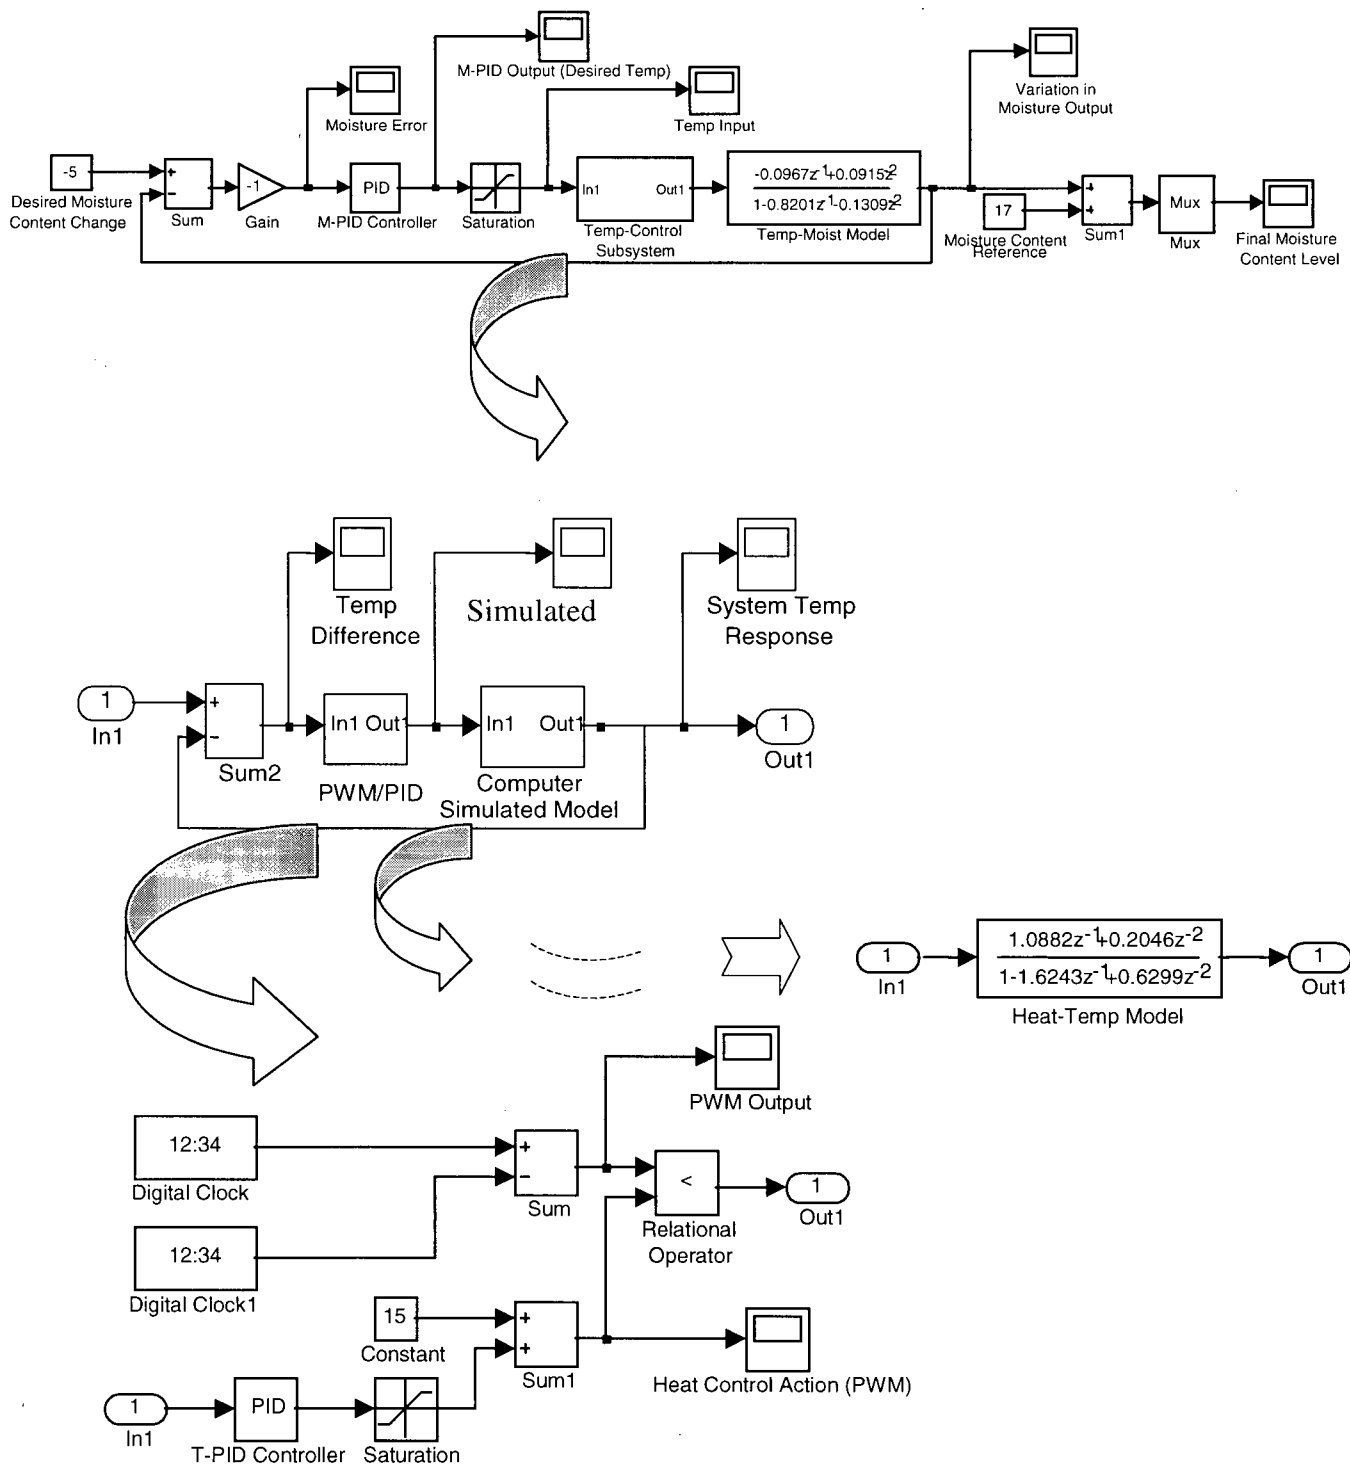 M-PID Output (Desired Temp)
Variation in
Moisture Output
Moisture Error
Temp Input
-5
+
−
-1
PID
In1
Out1
-0.0967z-1+0.0915z-2
1-0.8201z-1-0.1309z-2
+
+
17
Mux
Desired Moisture
Content Change
Sum
Gain
M-PID Controller
Saturation
Temp-Control
Subsystem
Temp-Moist Model
Moisture Content
Reference
Sum1
Mux
Final Moisture
Content Level
Temp
Difference
Simulated
System Temp
Response
1
In1
+
−
Sum2
In1 Out1
PWM/PID
In1 Out1
Computer
Simulated Model
1
Out1
1
In1
1.0882z-1+0.2046z-2
1-1.6243z-1+0.6299z-2
Heat-Temp Model
1
Out1
PWM Output
12:34
Digital Clock
+
−
Sum
<
Relational
Operator
1
Out1
12:34
Digital Clock1
15
Constant
+
+
Sum1
Heat Control Action (PWM)
1
In1
PID
T-PID Controller
Saturation